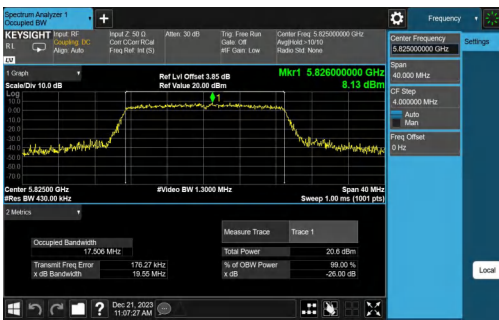 Spectrum Analyzer 1
Occupied BW
+
Frequency
KEYSIGHT Input: RF Input Z: 50 Ω Atten: 30 dB Trig: Free Run Center Freq: 5.825000000 GHz
RL Coupling: DC Corr CCorr RCal Gate: Off Avg|Hold:>10/10
Align: Auto Freq Ref: Int (S) #IF Gain: Low Radio Std: None
Center Frequency
5.825000000 GHz
Settings
Span
40.000 MHz
CF Step
4.000000 MHz
Auto
Man
Freq Offset
0 Hz
Local
1 Graph
Ref Lvl Offset 3.85 dB
Mkr1 5.826000000 GHz
Scale/Div 10.0 dB
Ref Value 20.00 dBm
8.13 dBm
Log
10.0
0.00
-10.0
-20.0
-30.0
-40.0
-50.0
-60.0
-70.0
1
Center 5.82500 GHz
#Video BW 1.3000 MHz
Span 40 MHz
#Res BW 430.00 kHz
Sweep 1.00 ms (1001 pts)
2 Metrics
Measure Trace Trace 1
Occupied Bandwidth
17.506 MHz
Total Power 20.6 dBm
Transmit Freq Error 176.27 kHz % of OBW Power 99.00 %
x dB Bandwidth 19.55 MHz x dB -26.00 dB
? Dec 21, 2023
11:07:27 AM